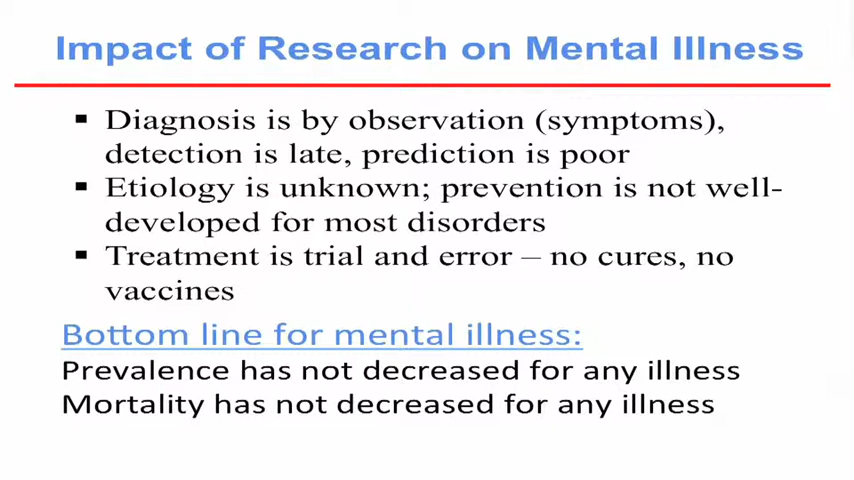 Impact of Research on Mental Illness
▪ Diagnosis is by observation (symptoms),
detection is late, prediction is poor
▪ Etiology is unknown; prevention is not well-
developed for most disorders
▪ Treatment is trial and error – no cures, no
vaccines
Bottom line for mental illness:
Prevalence has not decreased for any illness
Mortality has not decreased for any illness